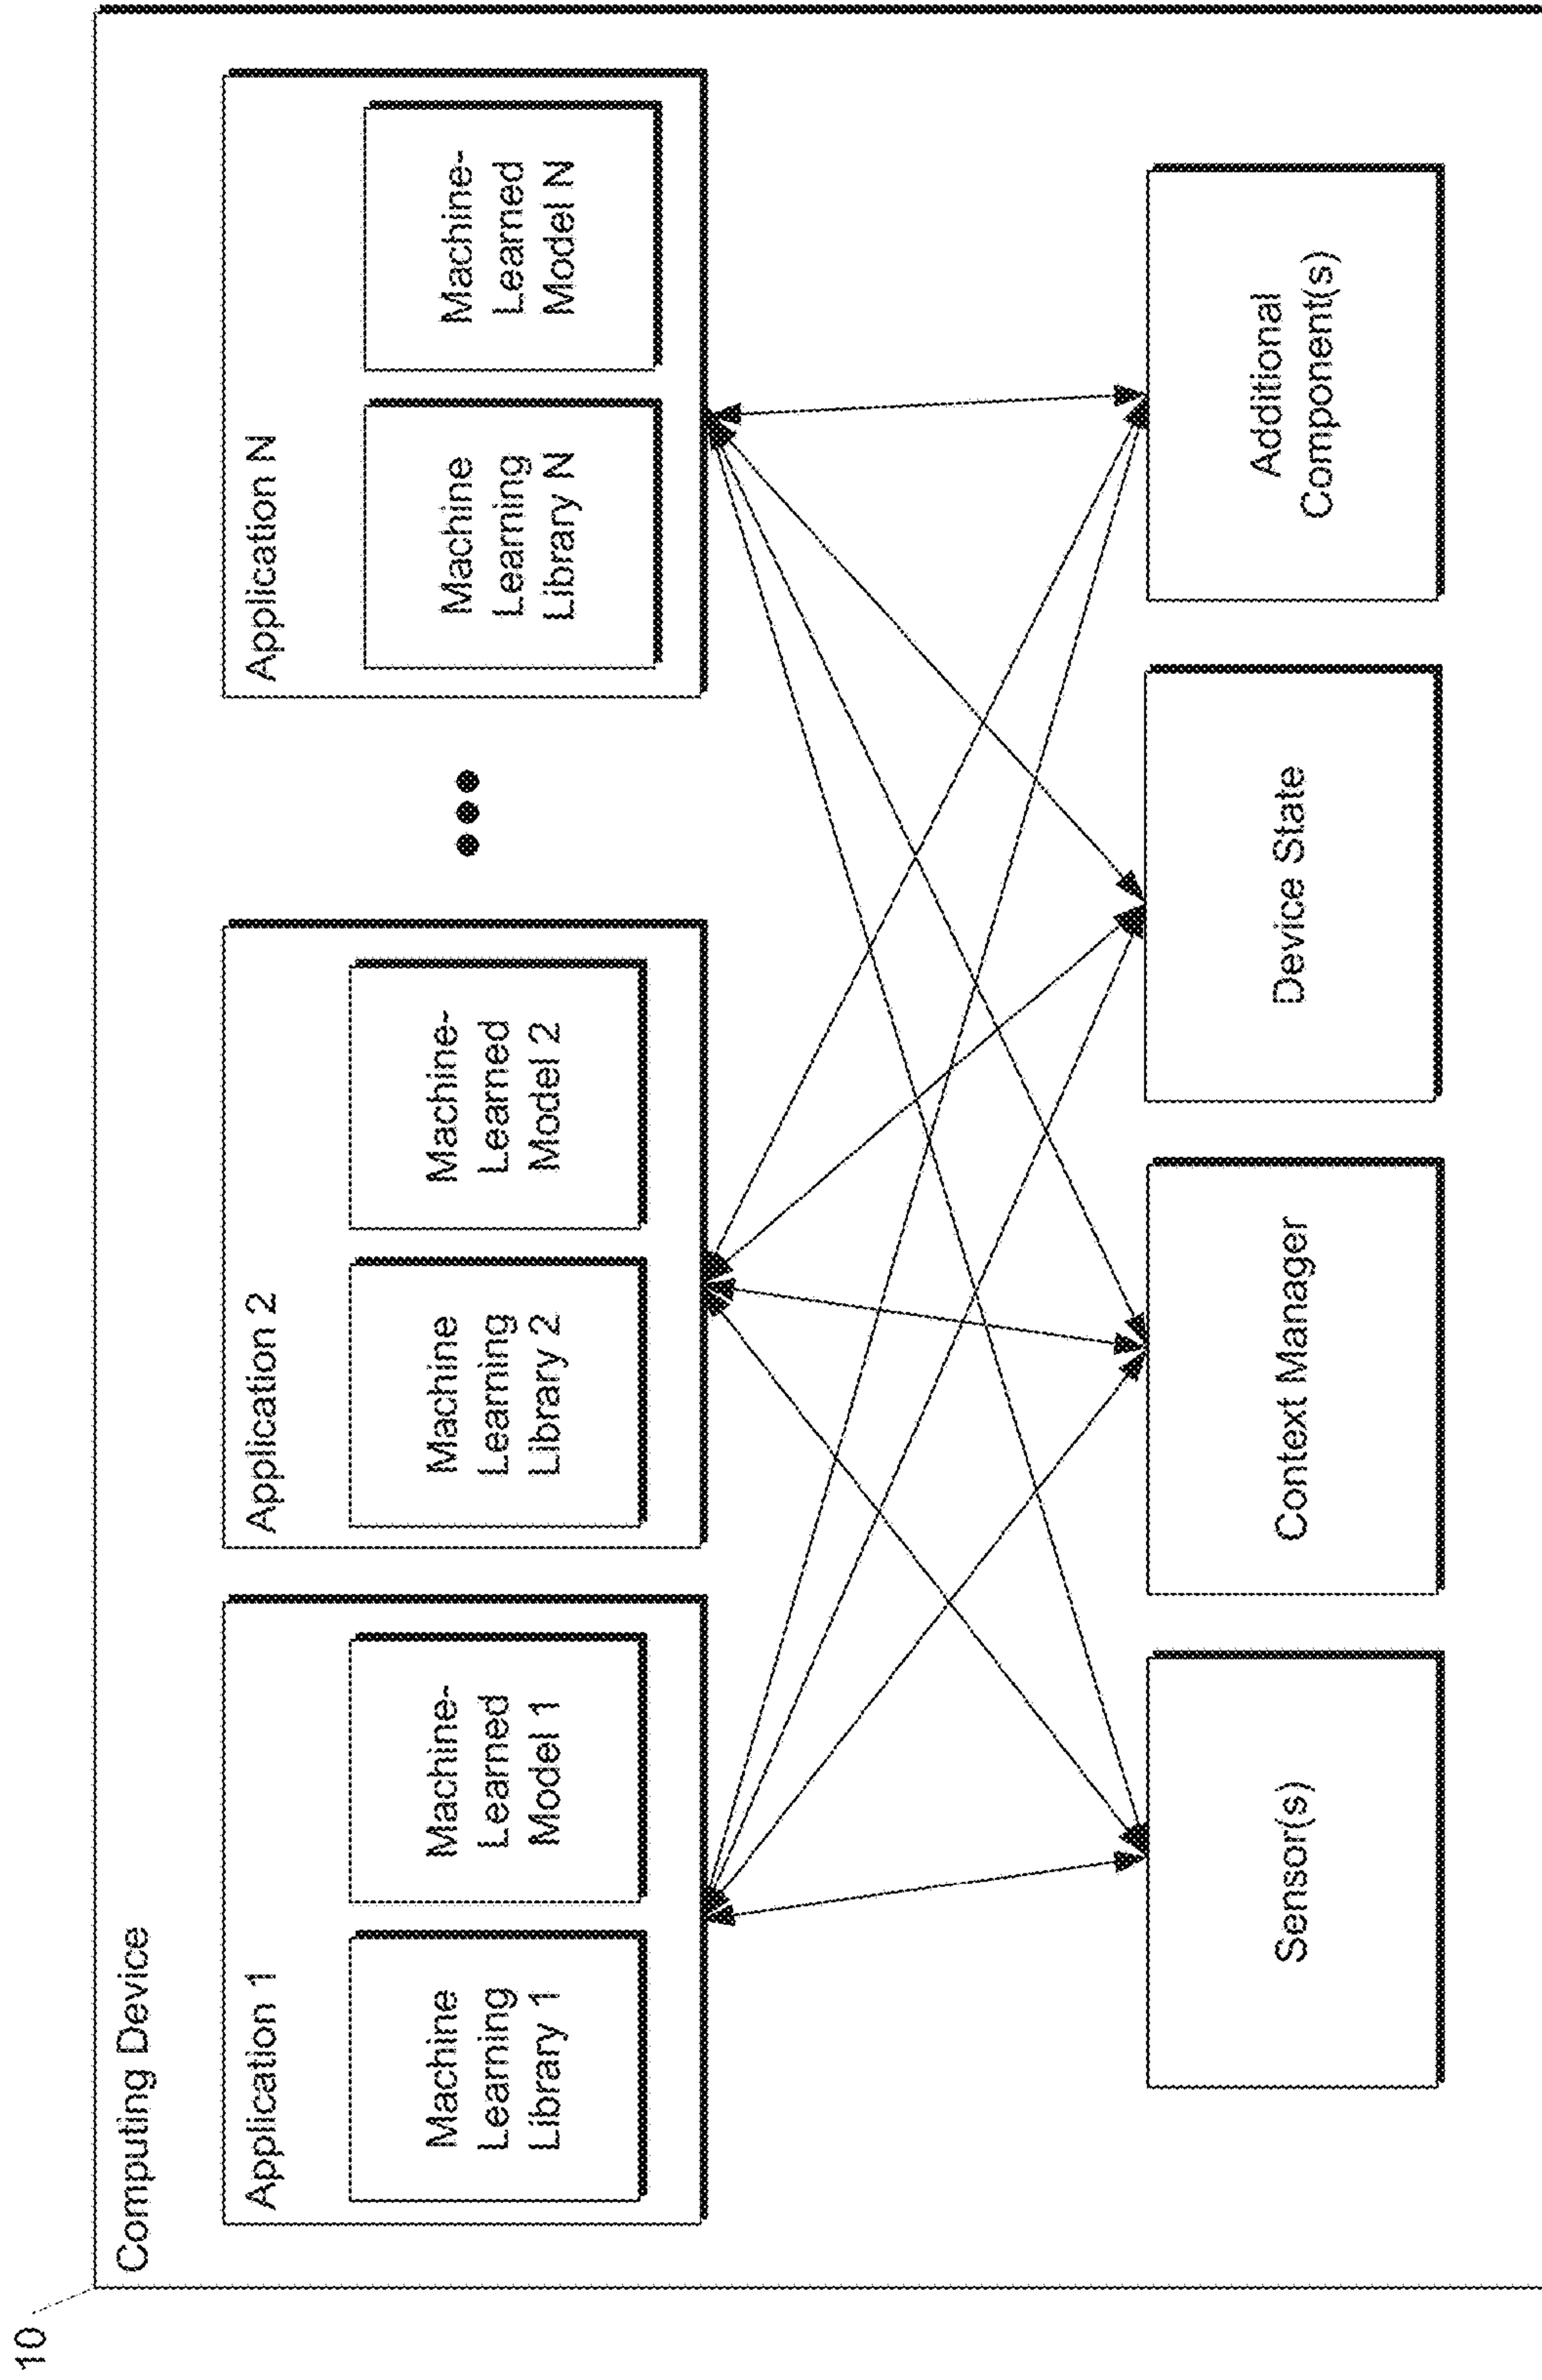 10
Computing Device
Application 1
Machine
Learning
Library 1
Machine-
Learned
Model 1
Application 2
Machine
Learning
Library 2
Machine-
Learned
Model 2
Application N
Machine
Learning
Library N
Machine-
Learned
Model N
Sensor(s)
Context Manager
Device State
Additional
Component(s)